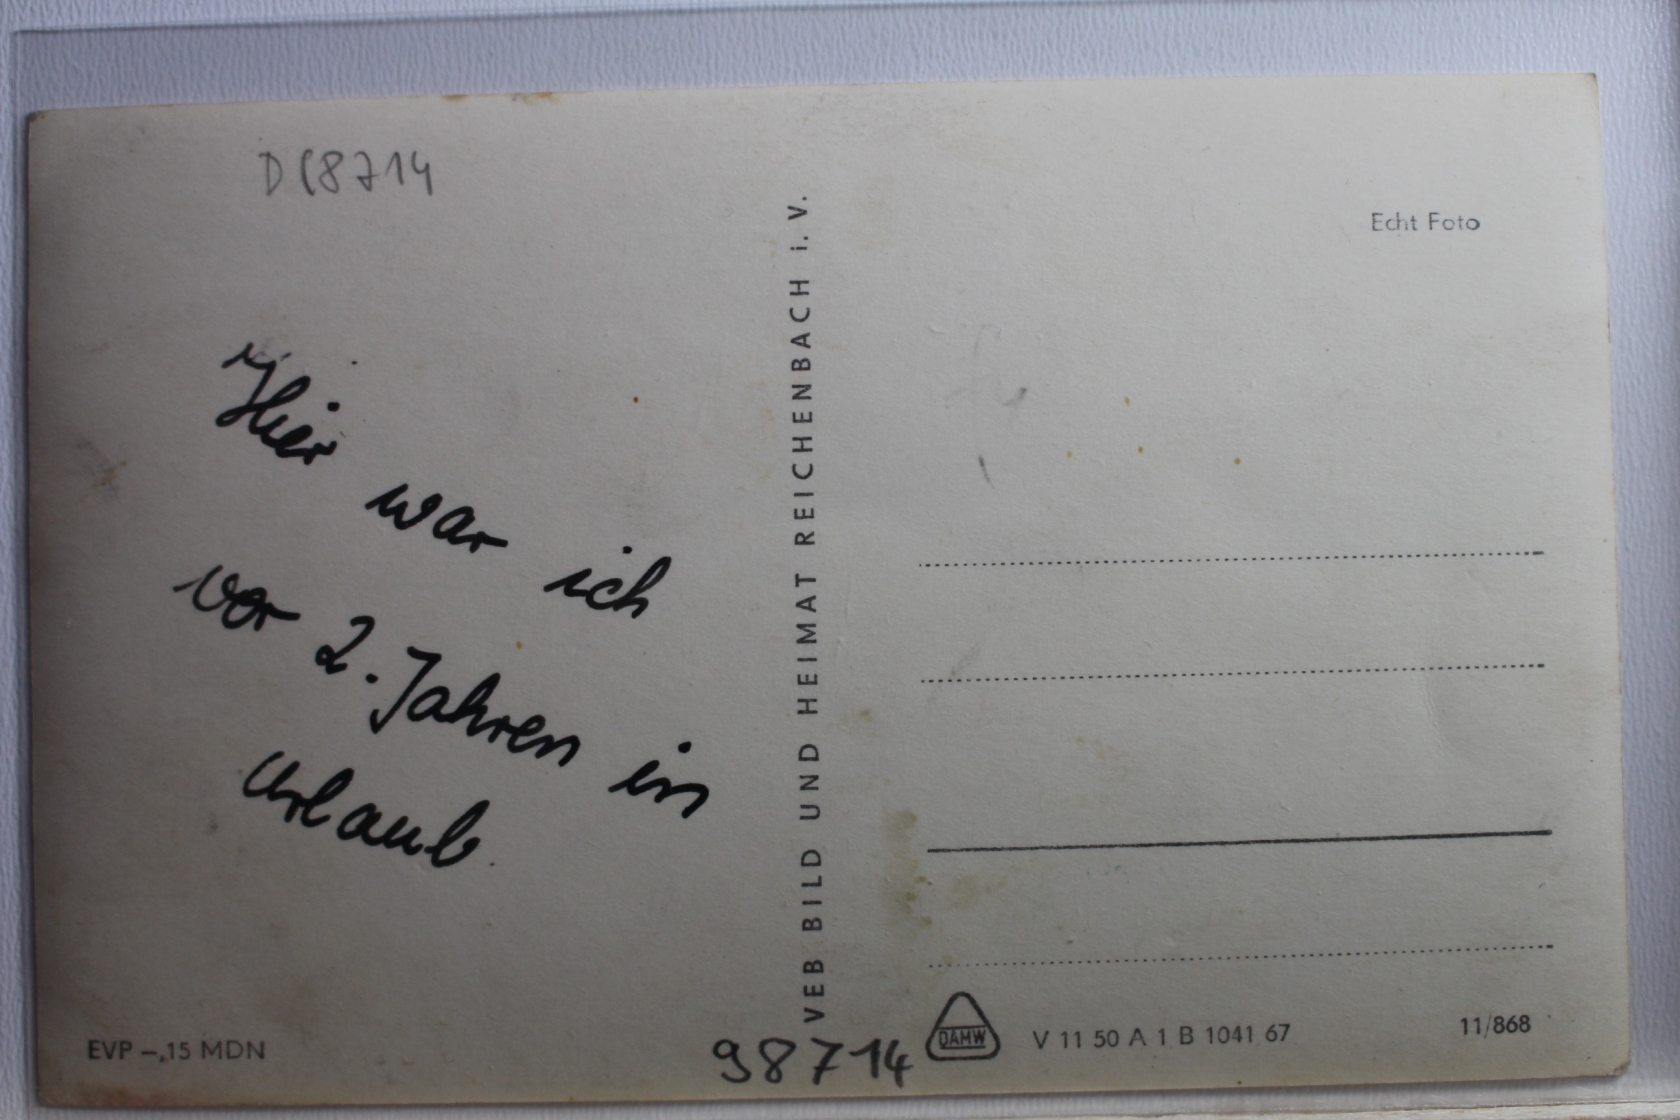 D(8714
Hier
war ich
vor 2. Jahren in
Urlaub.
EVP –,15 MDN
VEB BILD UND HEIMAT REICHENBACH i. V.
98714
Echt Foto
DAMW
V 11 50 A 1 B 1041 67
11/868